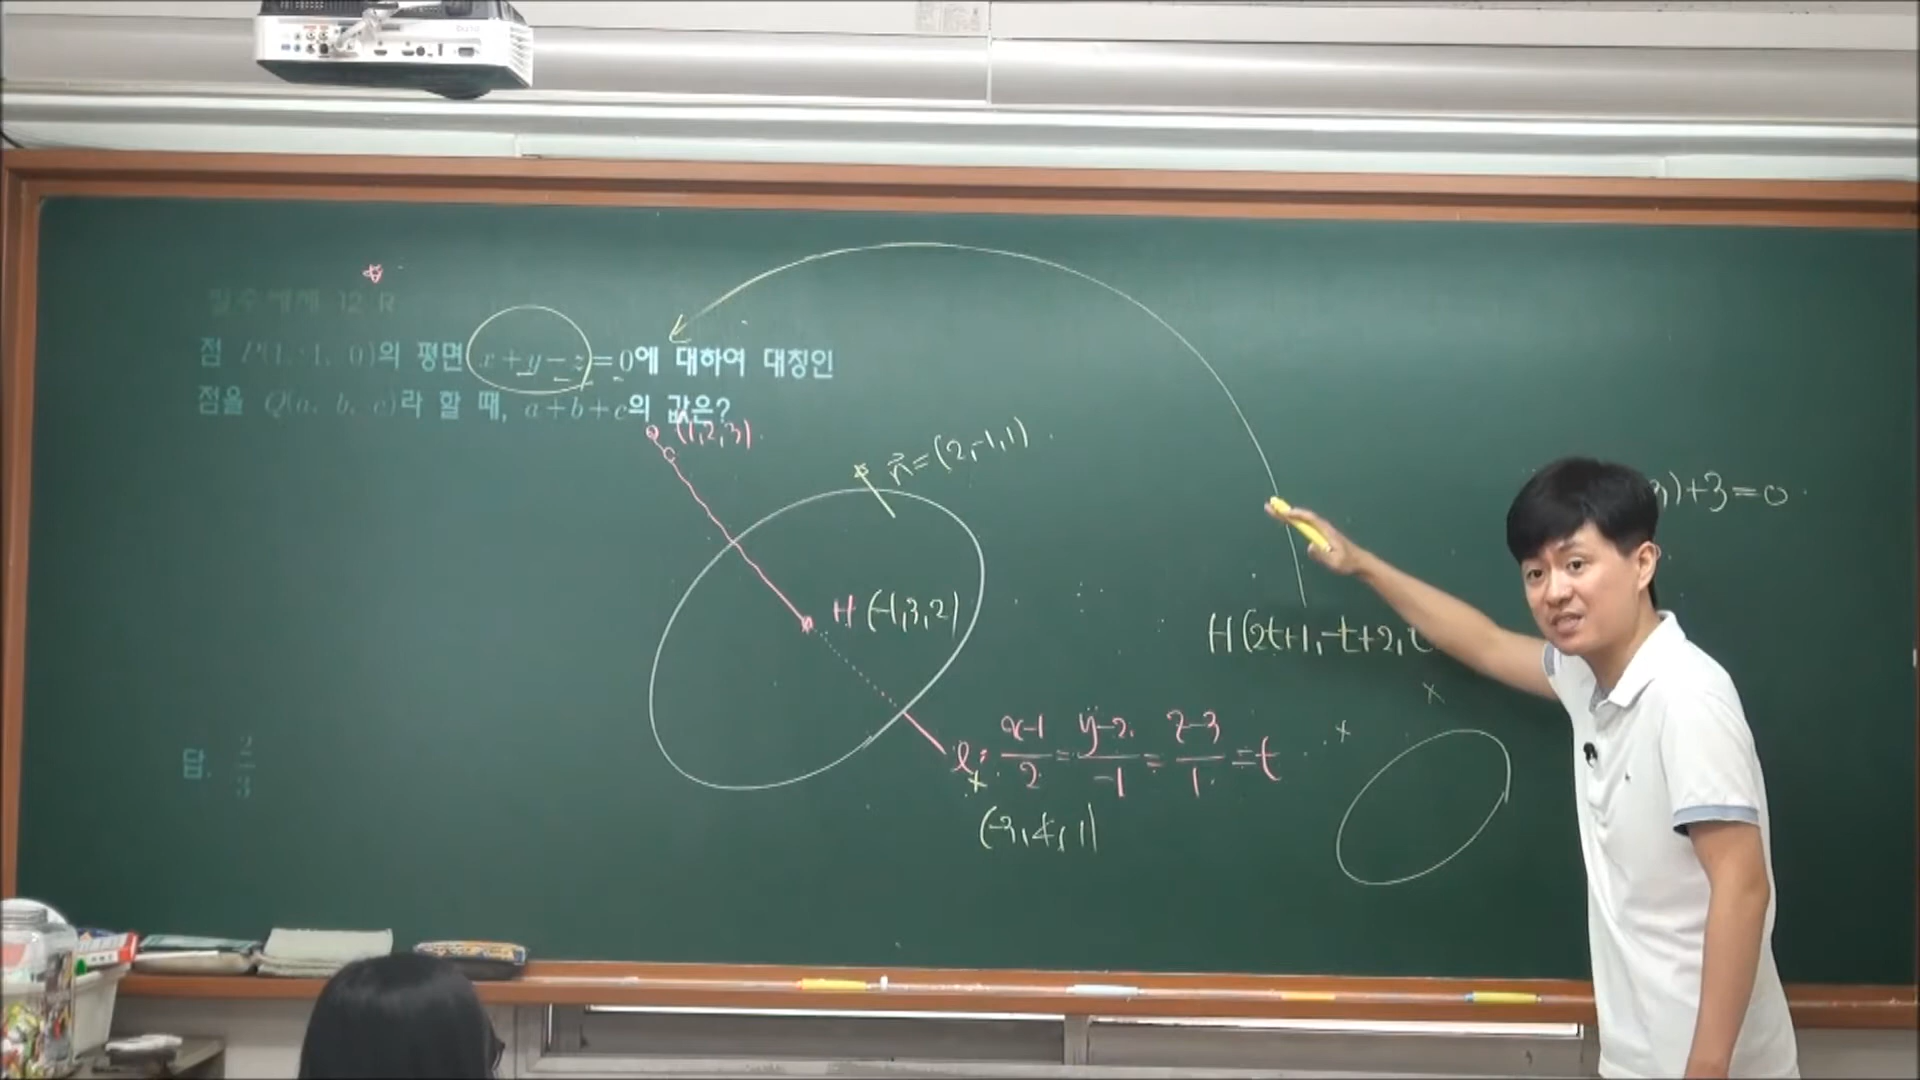 필수예제 12 R
점 P(1, -1, 0)의 평면 x+y-z=0에 대하여 대칭인
점을 Q(a, b, c)라 할 때, a+b+c의 값은?
(1,2,3)
n⃗=(2,-1,1)
)+3=0
H(-1,3,2)
H(2t+1,-t+2,t
l: (x-1)/2=(y-2)/-1=(z-3)/1=t
(-3,4,1)
답. 2/3